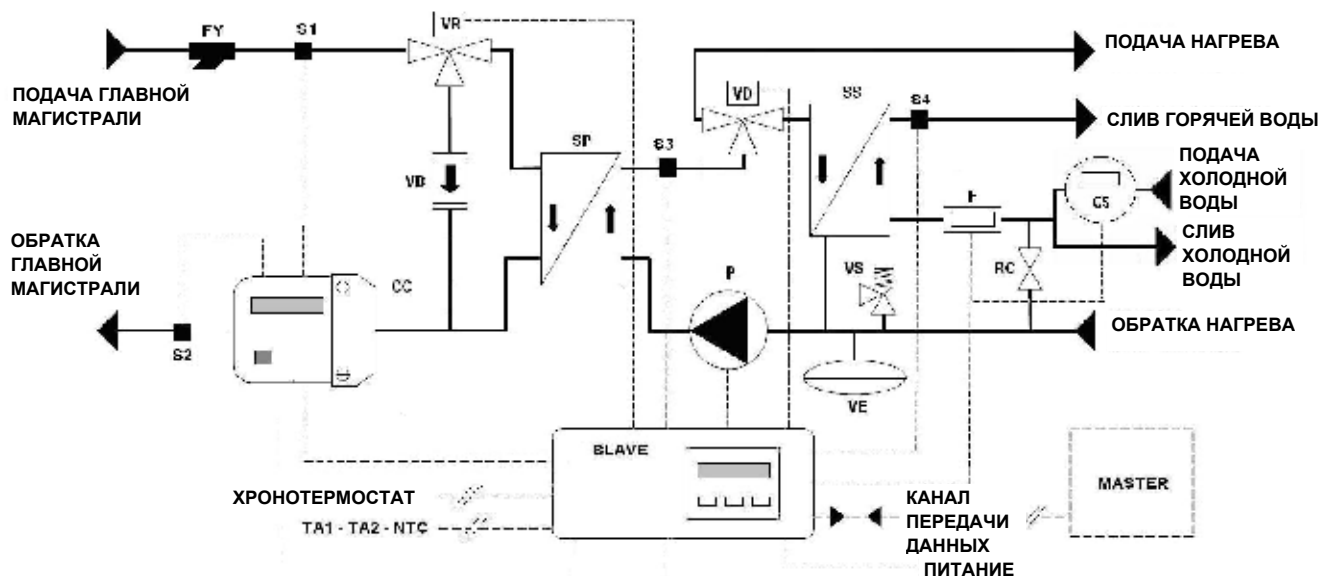 FY
S1
VR
ПОДАЧА НАГРЕВА
ПОДАЧА ГЛАВНОЙ
МАГИСТРАЛИ
VD
SS
S4
СЛИВ ГОРЯЧЕЙ ВОДЫ
SP
S3
ПОДАЧА
ХОЛОДНОЙ
ВОДЫ
VB
F
CS
СЛИВ
ХОЛОДНОЙ
ВОДЫ
ОБРАТКА
ГЛАВНОЙ
МАГИСТРАЛИ
CC
P
VS
RC
ОБРАТКА НАГРЕВА
S2
VE
SLAVE
MASTER
ХРОНОТЕРМОСТАТ
TA1 - TA2 - NTC
КАНАЛ
ПЕРЕДАЧИ
ДАННЫХ
ПИТАНИЕ